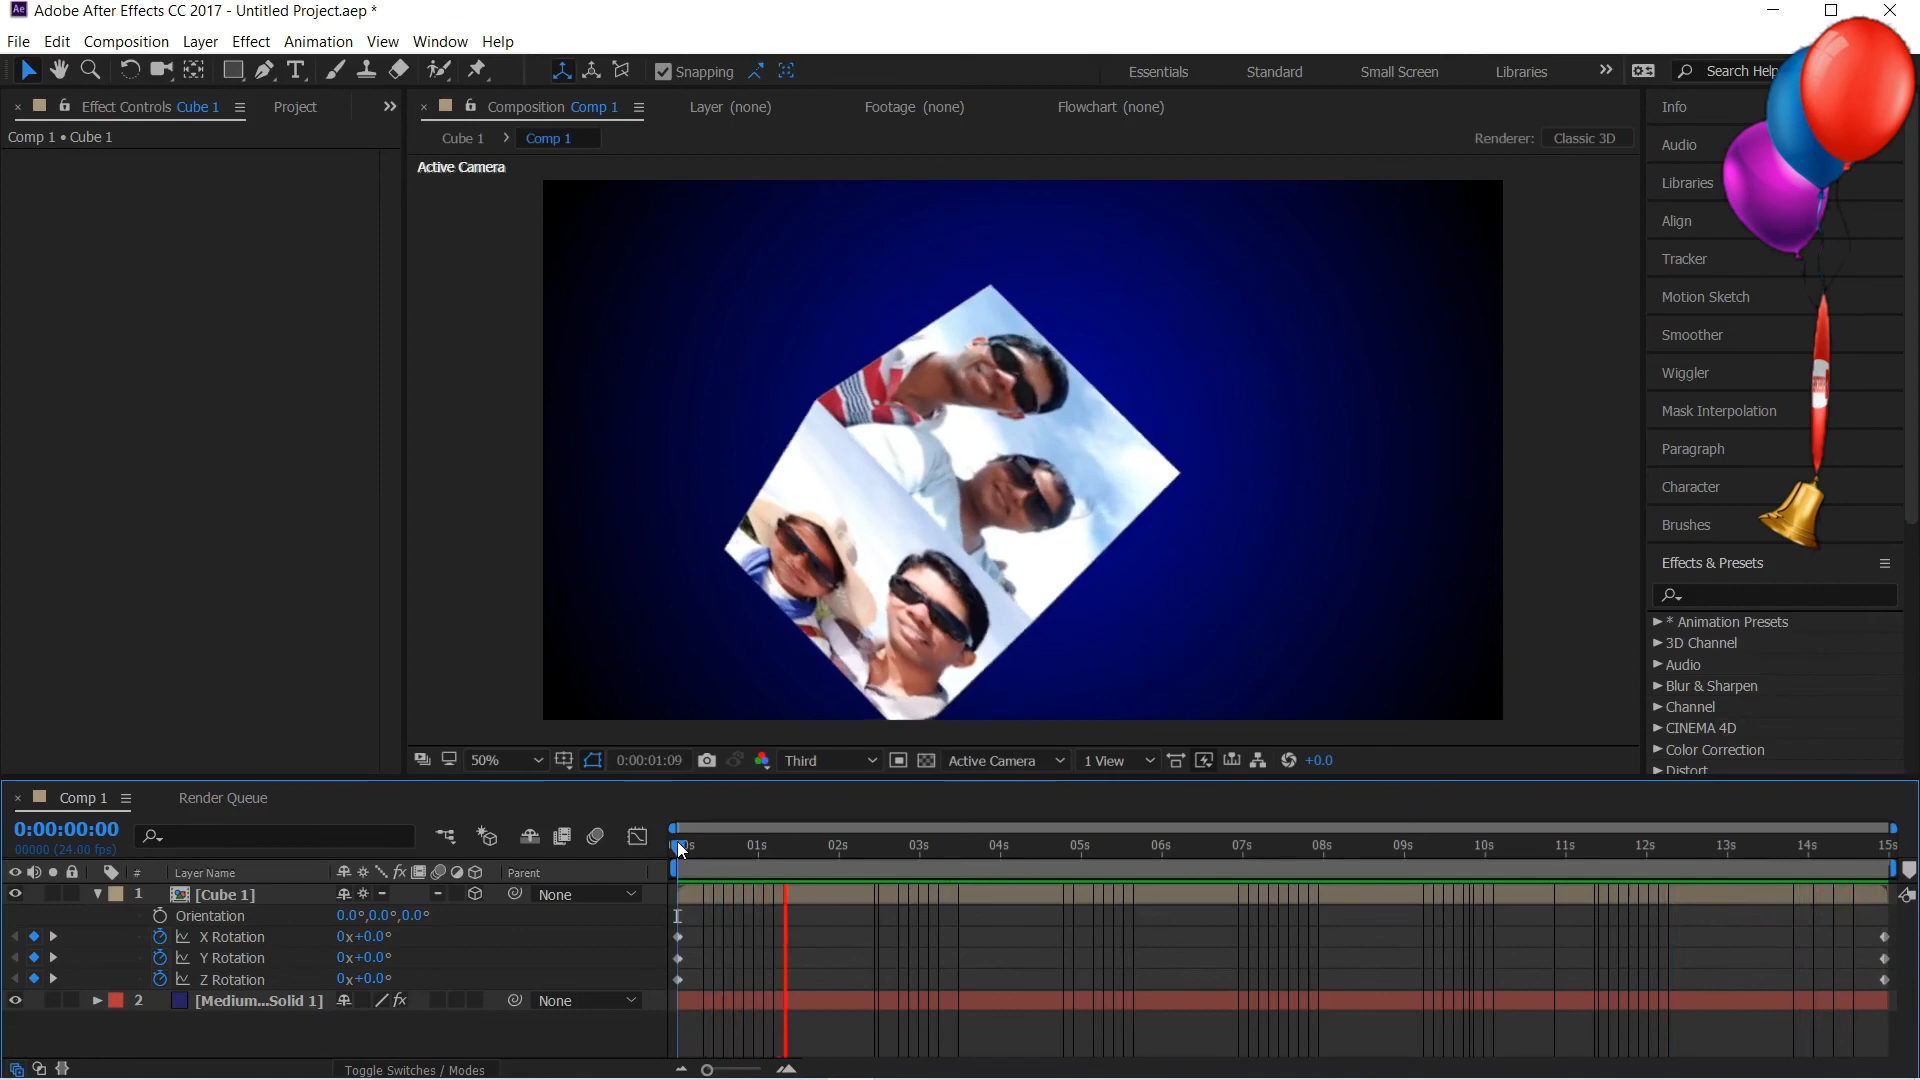 Ae Adobe After Effects CC 2017 - Untitled Project.aep *
File Edit Composition Layer Effect Animation View Window Help
Snapping Essentials Standard Small Screen Libraries Search Help
Effect Controls Cube 1 Project Composition Comp 1 Layer (none) Footage (none) Flowchart (none) Info
Comp 1 • Cube 1 Cube 1 Comp 1 Renderer: Classic 3D Audio
Active Camera
Libraries
Align
Tracker
Motion Sketch
Smoother
Wiggler
Mask Interpolation
Paragraph
Character
Brushes
Effects & Presets
* Animation Presets
3D Channel
Audio
Blur & Sharpen
Channel
CINEMA 4D
Color Correction
Distort
50% 0:00:01:09 Third Active Camera 1 View +0.0
Comp 1 Render Queue
0:00:00:00
00000 (24.00 fps)
01s 02s 03s 04s 05s 06s 07s 08s 09s 10s 11s 12s 13s 14s 15s
# Layer Name fx Parent
1 [Cube 1] None
Orientation 0.0°,0.0°,0.0°
X Rotation 0x+0.0°
Y Rotation 0x+0.0°
Z Rotation 0x+0.0°
2 [Medium...Solid 1] fx None
Toggle Switches / Modes